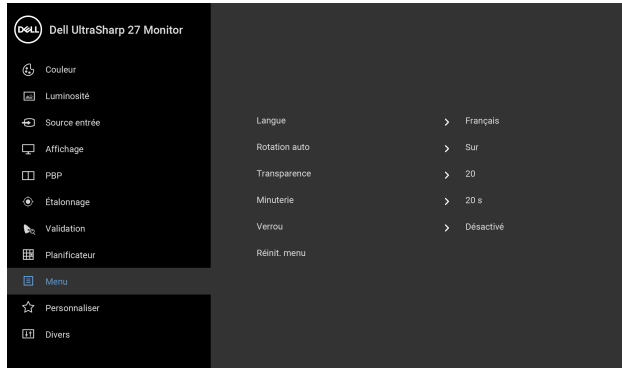 DELL Dell UltraSharp 27 Monitor
Couleur
Luminosité
Source entrée
Affichage
PBP
Étalonnage
Validation
Planificateur
Menu
Personnaliser
Divers
Langue Français
Rotation auto Sur
Transparence 20
Minuterie 20 s
Verrou Désactivé
Réinit. menu